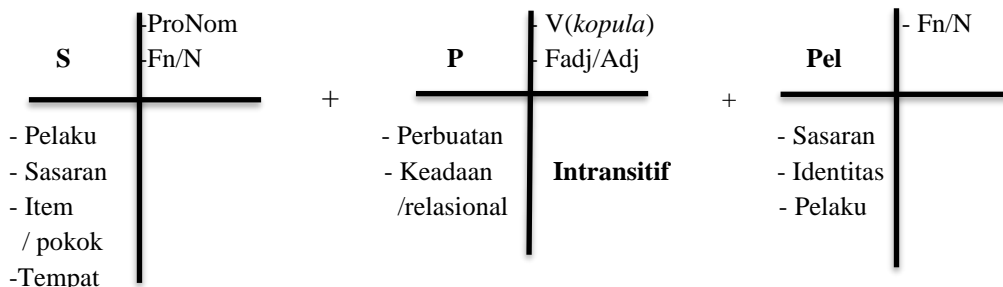 -ProNom
S
-Fn/N
- Pelaku
- Sasaran
- Item
/ pokok
-Tempat
+
- V(kopula)
P
- Fadj/Adj
- Perbuatan
- Keadaan
/relasional
Intransitif
+
- Fn/N
Pel
- Sasaran
- Identitas
- Pelaku